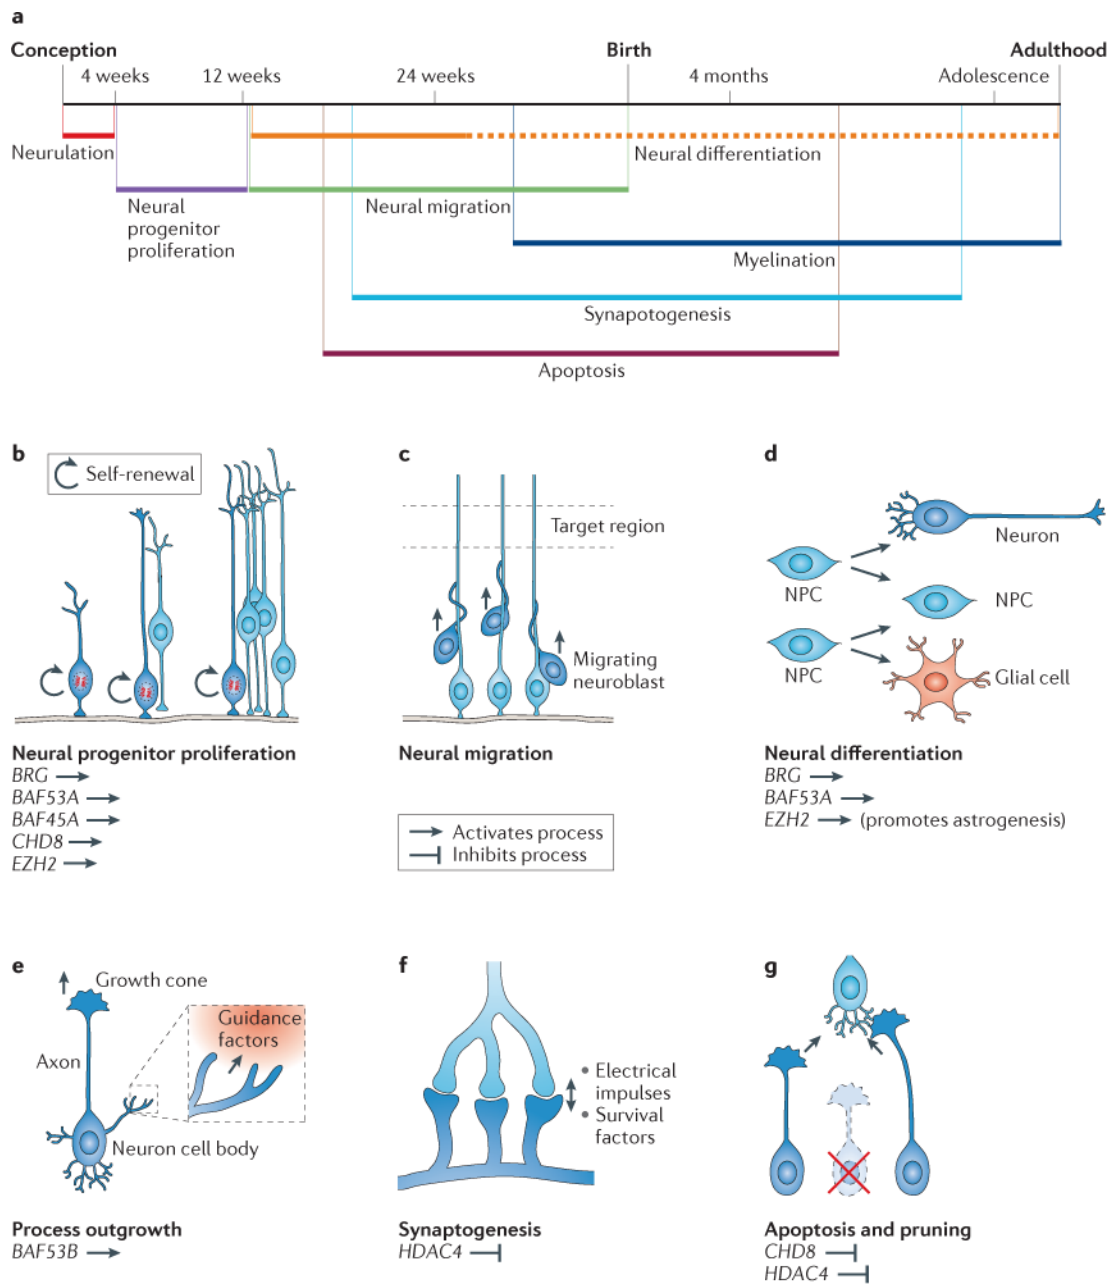 a
Conception
Birth
Adulthood
4 weeks
12 weeks
24 weeks
4 months
Adolescence
Neurulation
Neural differentiation
Neural
progenitor
proliferation
Neural migration
Myelination
Synapotogenesis
Apoptosis
b
Self-renewal
Neural progenitor proliferation
BRG
BAF53A
BAF45A
CHD8
EZH2
c
Target region
Migrating
neuroblast
Neural migration
Activates process
Inhibits process
d
NPC
Neuron
NPC
NPC
Glial cell
Neural differentiation
BRG
BAF53A
EZH2 (promotes astrogenesis)
e
Growth cone
Guidance
factors
Axon
Neuron cell body
Process outgrowth
BAF53B
f
• Electrical
impulses
• Survival
factors
Synaptogenesis
HDAC4
g
Apoptosis and pruning
CHD8
HDAC4